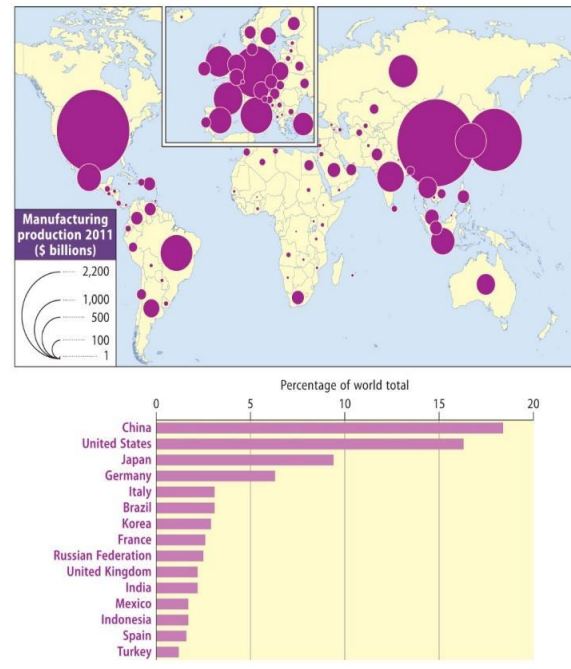 Manufacturing
production 2011
($ billions)
2,200
1,000
500
100
1
Percentage of world total
0 5 10 15 20
China
United States
Japan
Germany
Italy
Brazil
Korea
France
Russian Federation
United Kingdom
India
Mexico
Indonesia
Spain
Turkey